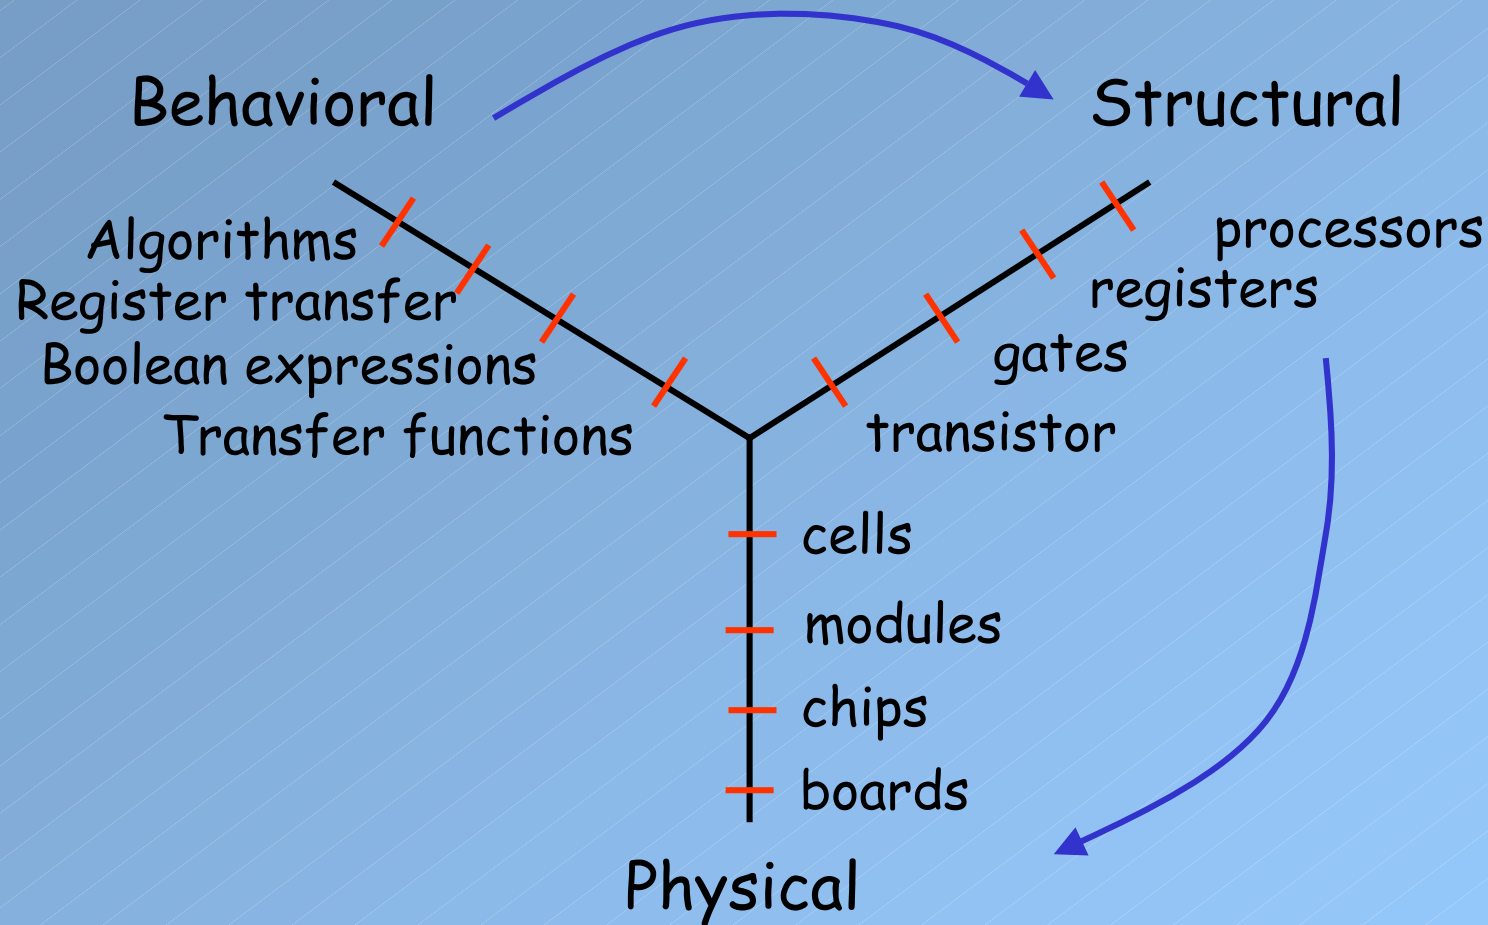 Behavioral
Structural
Algorithms
Register transfer
Boolean expressions
Transfer functions
processors
registers
gates
transistor
cells
modules
chips
boards
Physical